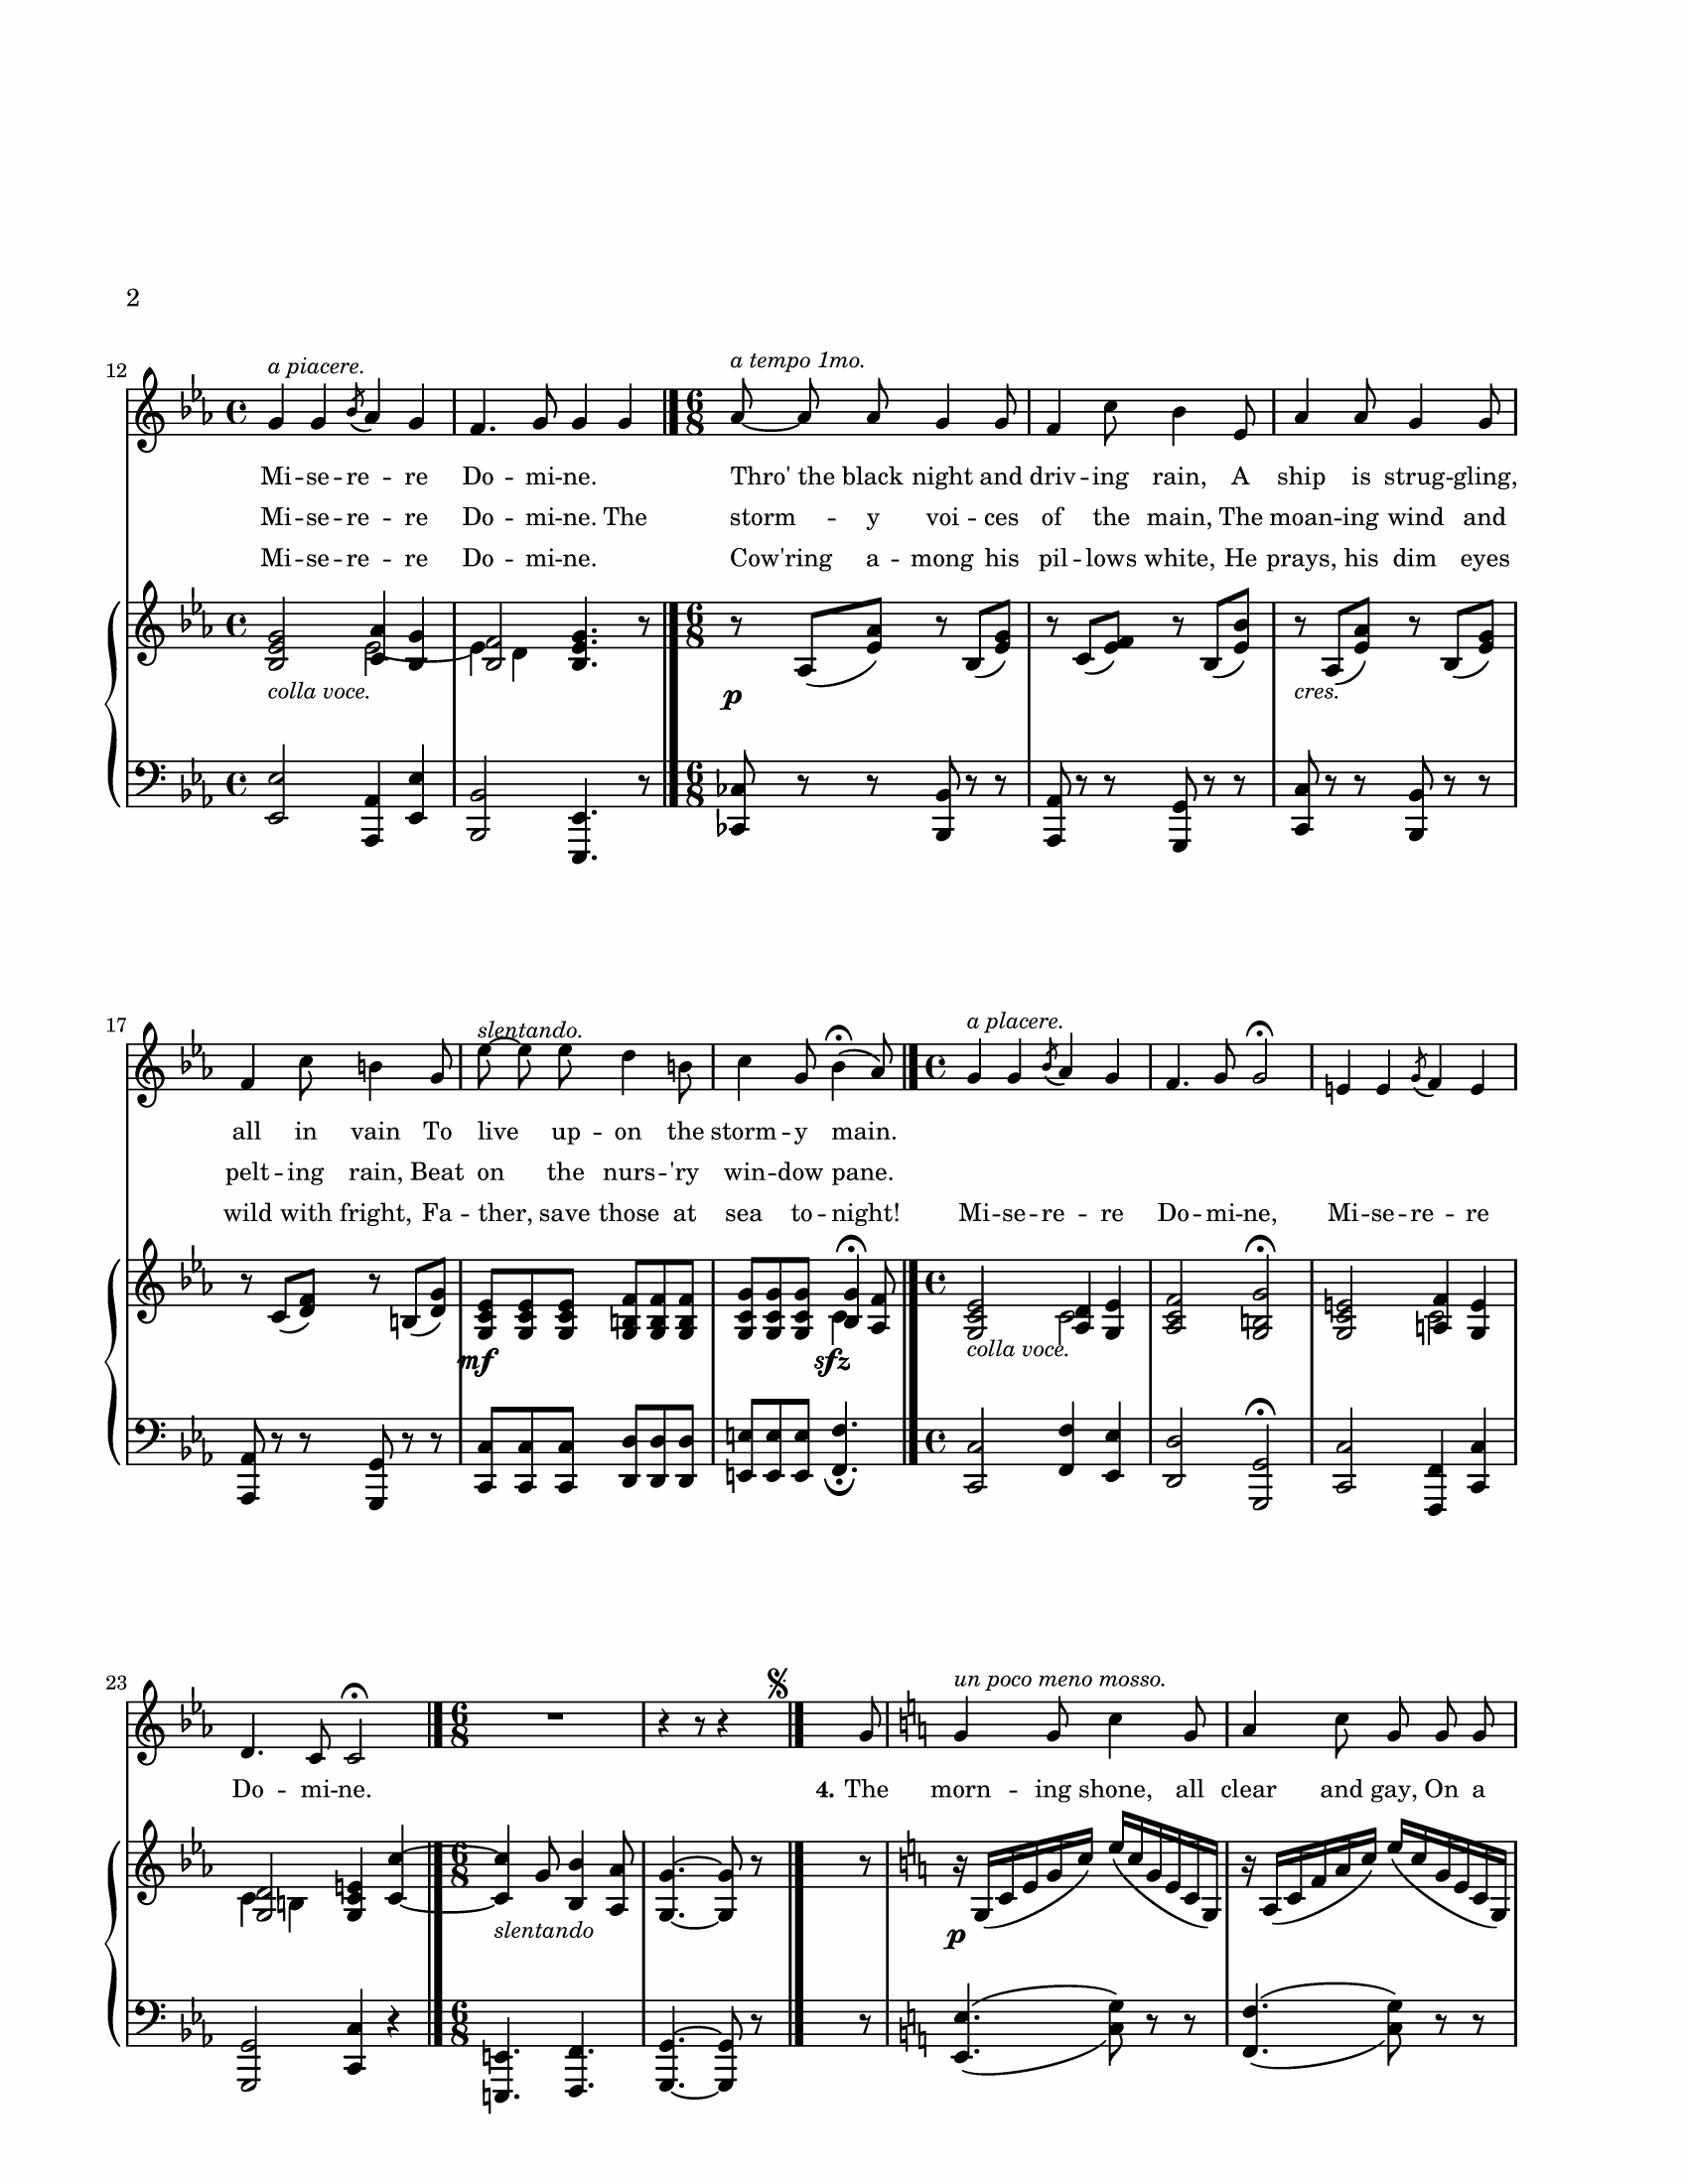 2
12
a piacere.
a tempo 1mo.
Mi -- se -- re -- re Do -- mi -- ne. Thro' the black night and driv -- ing rain, A ship is strug -- gling,
Mi -- se -- re -- re Do -- mi -- ne. The storm -- y voi -- ces of the main, The moan -- ing wind and
Mi -- se -- re -- re Do -- mi -- ne. Cow'ring a -- mong his pil -- lows white, He prays, his dim eyes
colla voce.
p
cres.
17
slentando.
a placere.
all in vain To live up -- on the storm -- y main.
pelt -- ing rain, Beat on the nurs -- 'ry win -- dow pane.
wild with fright, Fa -- ther, save those at sea to -- night! Mi -- se -- re -- re Do -- mi -- ne, Mi -- se -- re -- re
mf
sfz
colla voce.
23
un poco meno mosso.
Do -- mi -- ne. 4. The morn -- ing shone, all clear and gay, On a
slentando
p